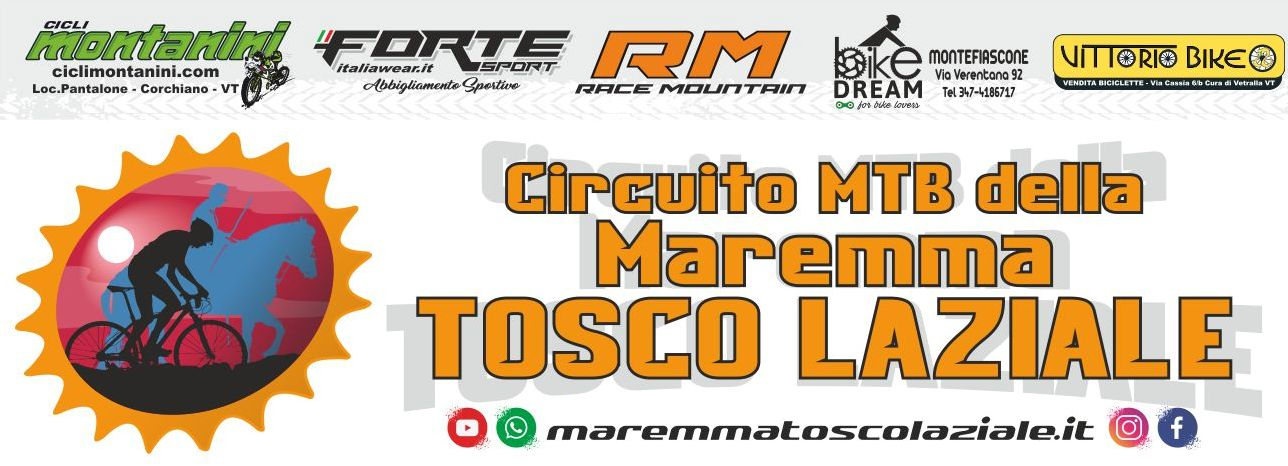 CICLI
montanini
ciclimontanini.com
Loc.Pantalone - Corchiano - VT
FORTE
SPORT
italiawear.it
Abbigliamento Sportivo
RM
RACE MOUNTAIN
bike
DREAM
for bike lovers
MONTEFIASCONE
Via Verentana 92
Tel 347-4186717
VITTORIO BIKE
VENDITA BICICLETTE - Via Cassia 6/b Cura di Vetralla VT
Circuito MTB della
Maremma
TOSCO LAZIALE
maremmatoscolaziale.it